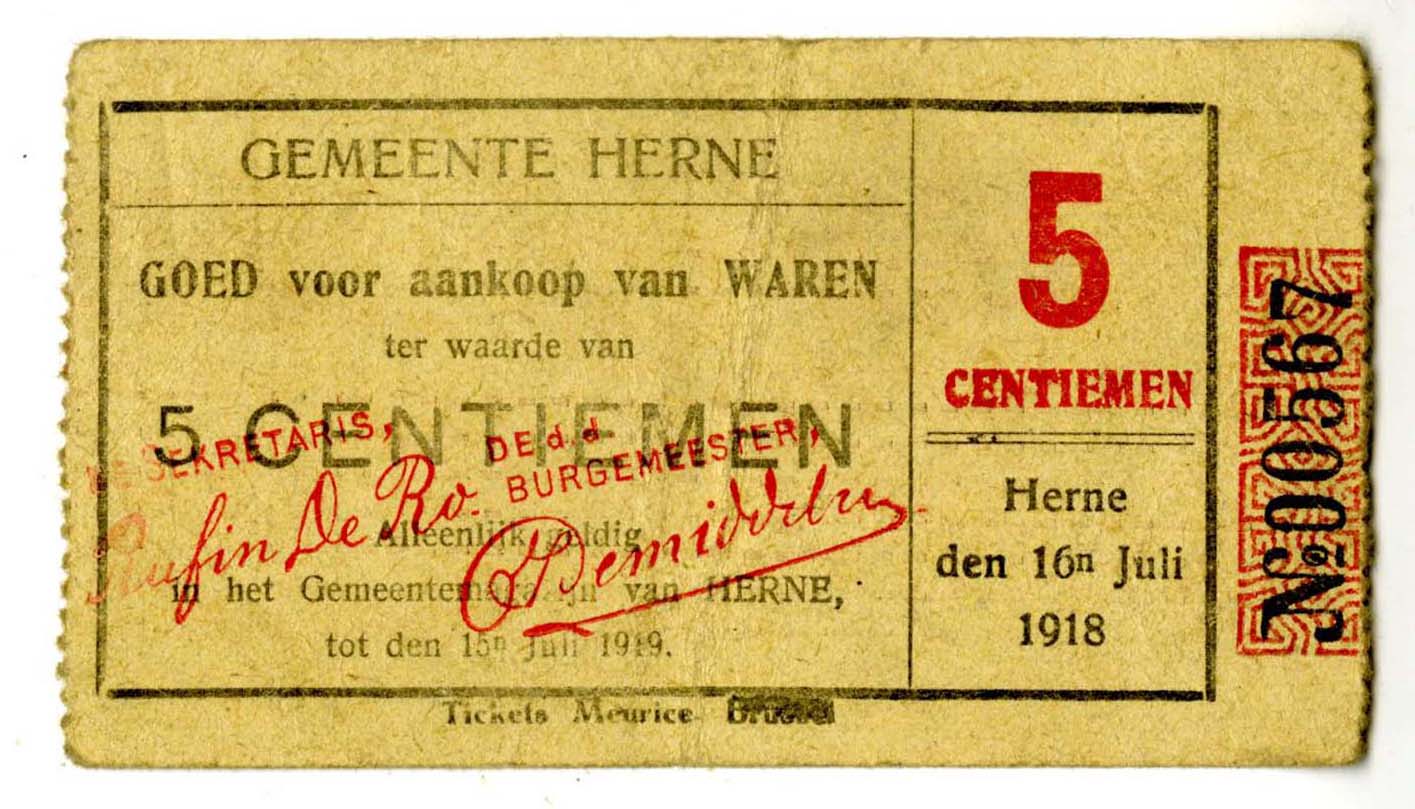 GEMEENTE HERNE
GOED voor aankoop van WAREN
ter waarde van
5 CENTIEMEN
DE SEKRETARIS,
DE d.d.
BURGEMEESTER,
Rufin De Ro.
Alleenlijk geldig
in het Gemeentemagazijn van HERNE,
tot den 15n Juli 1919.
5
CENTIEMEN
Herne
den 16n Juli
1918
No 00567
Tickets Meurice Brussel